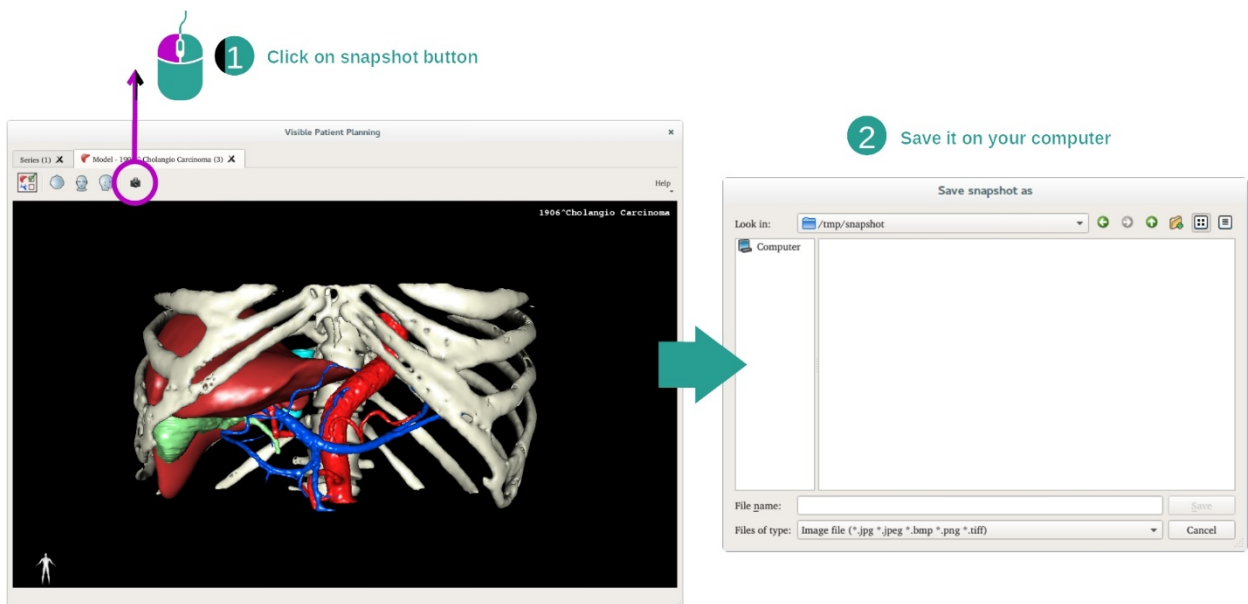 1 Click on snapshot button
Visible Patient Planning
Series (1) Model - 1906^Cholangio Carcinoma (3)
Help
1906^Cholangio Carcinoma
2 Save it on your computer
Save snapshot as
Look in: /tmp/snapshot
Computer
File name: Save
Files of type: Image file (*.jpg *.jpeg *.bmp *.png *.tiff) Cancel